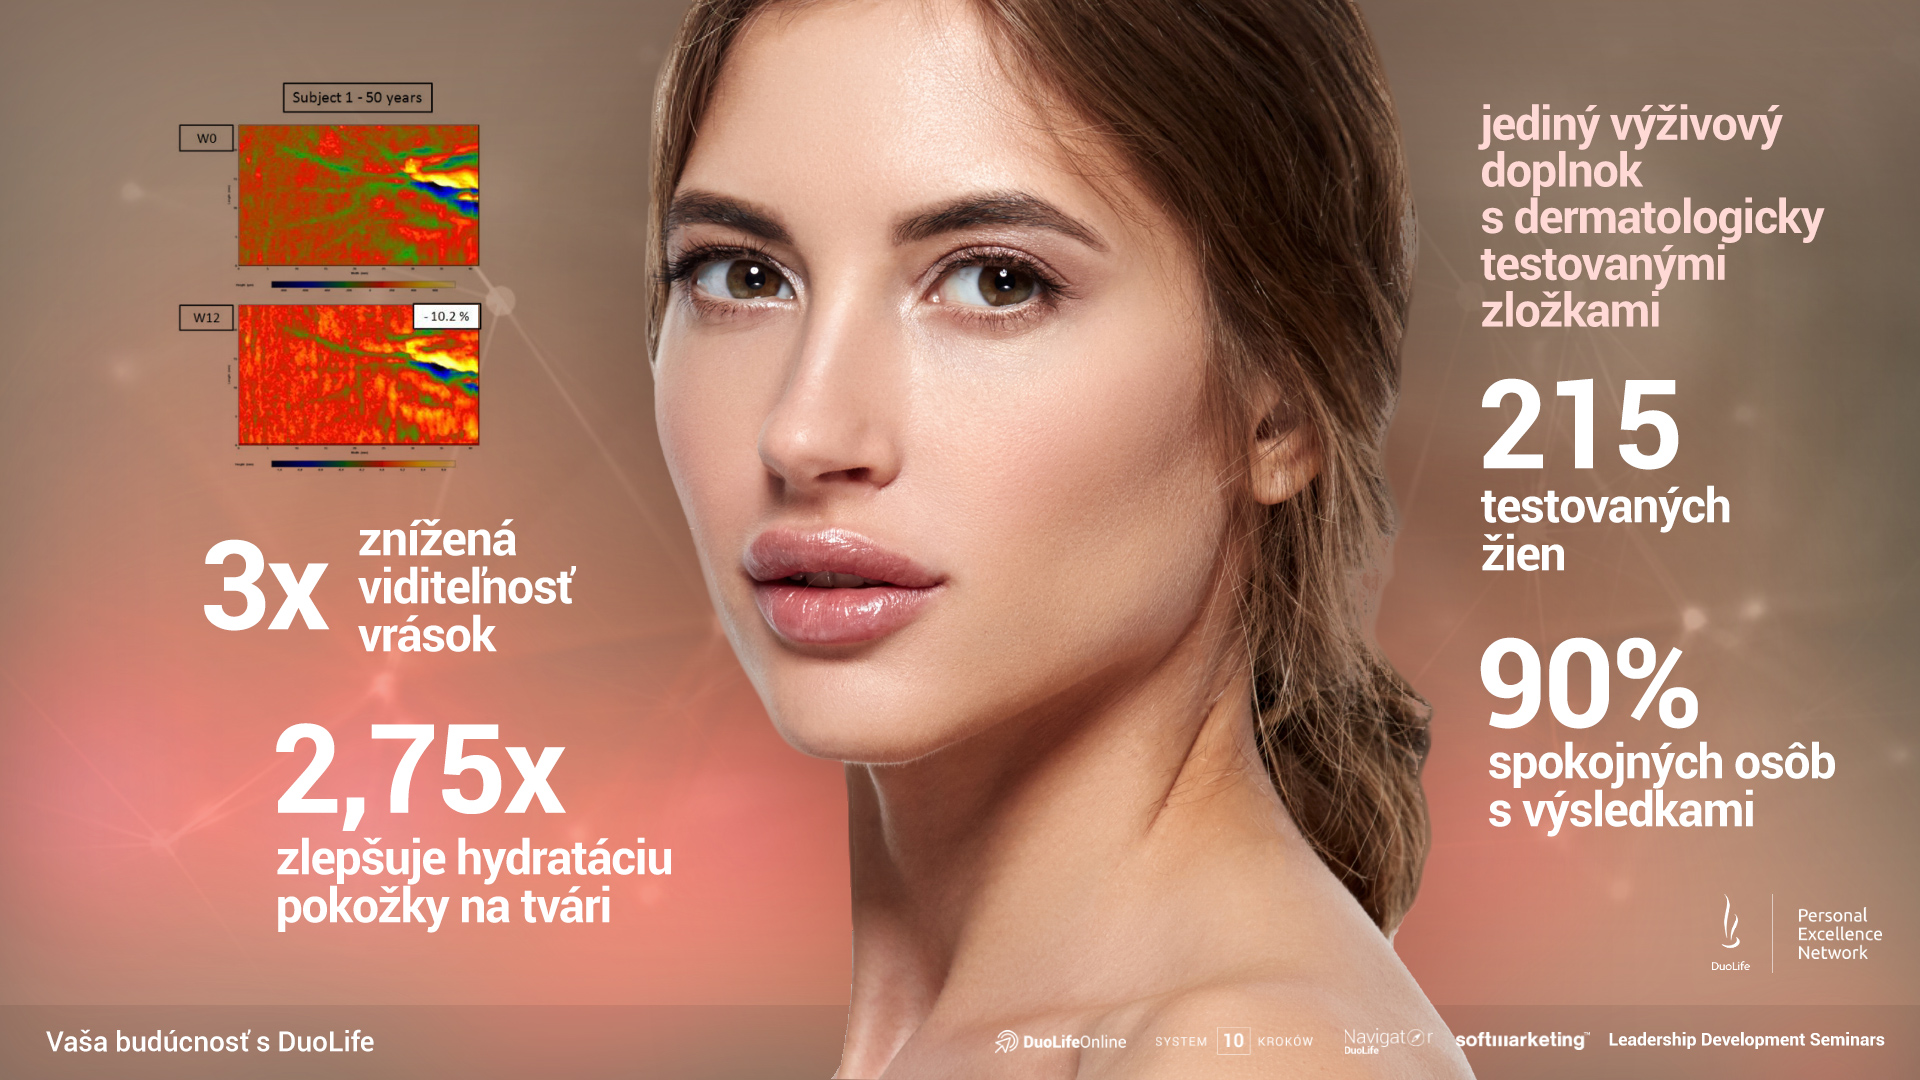 Subject 1 - 50 years
W0
W12
- 10.2 %
3x
znížená
viditeľnosť
vrások
2,75x
zlepšuje hydratáciu
pokožky na tvári
jediný výživový
doplnok
s dermatologicky
testovanými
zložkami
215
testovaných
žien
90%
spokojných osôb
s výsledkami
DuoLife
Personal
Excellence
Network
Vaša budúcnosť s DuoLife
DuoLifeOnline
SYSTEM 10 KROKÓW
Navigator
DuoLife
softmarketing™
Leadership Development Seminars